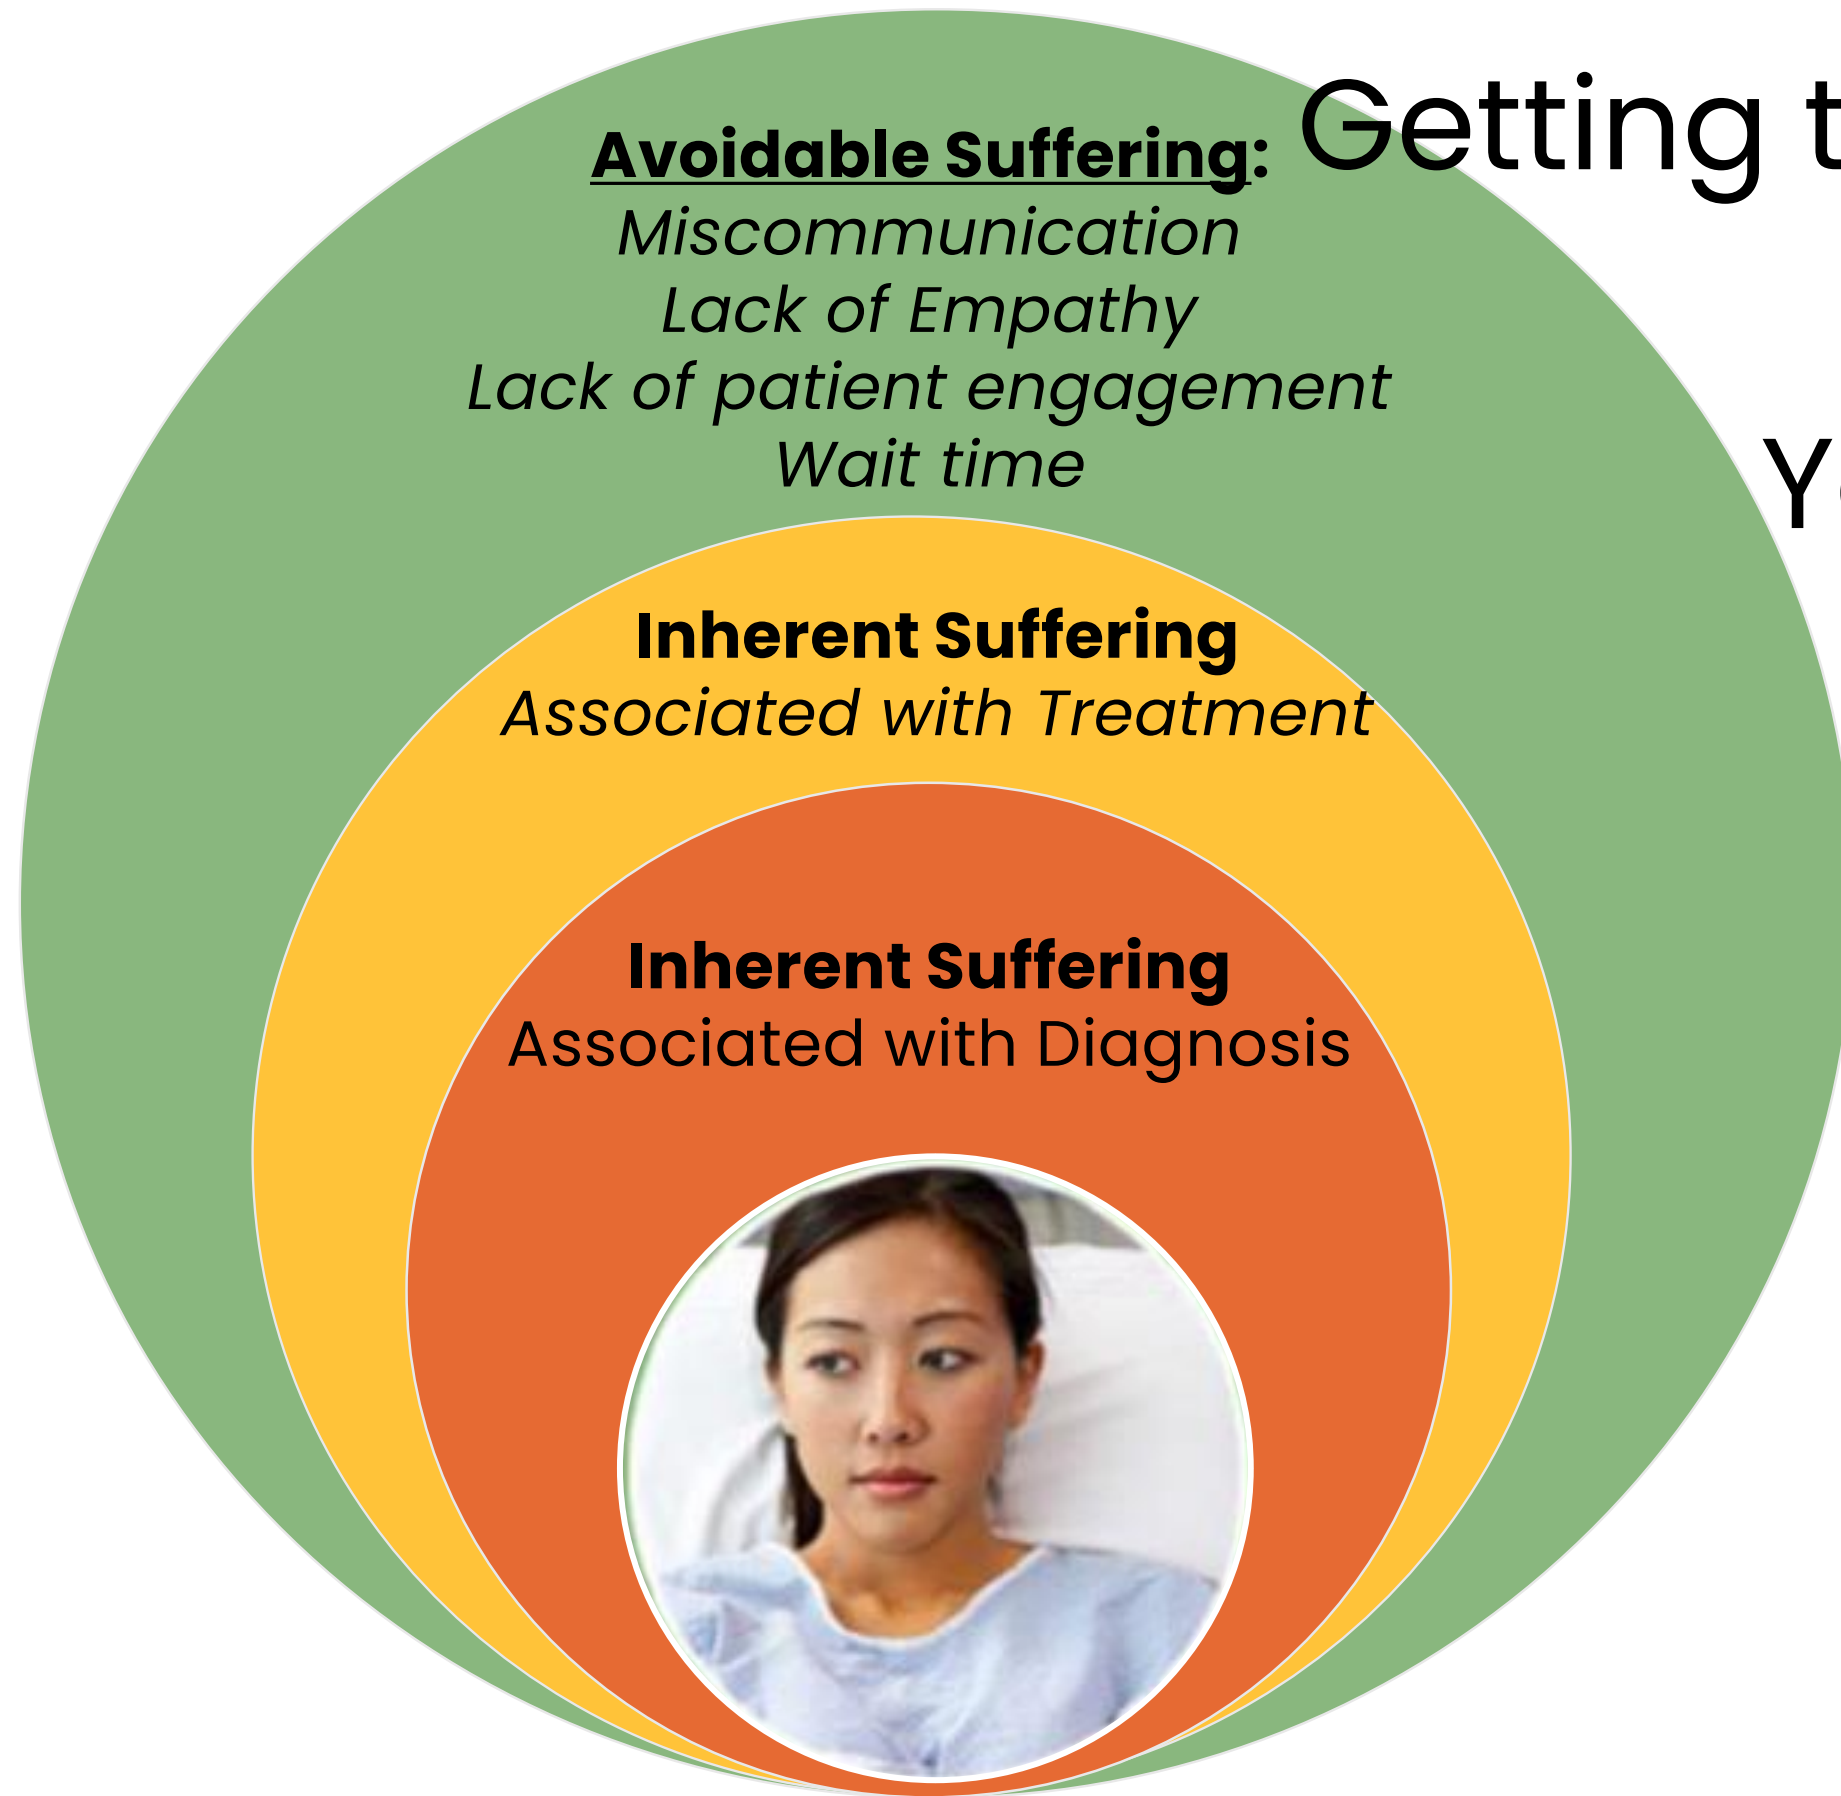 Getting
Avoidable Suffering:
Miscommunication
Lack of Empathy
Lack of patient engagement
Wait time
Inherent Suffering
Associated with Treatment
Inherent Suffering
Associated with Diagnosis